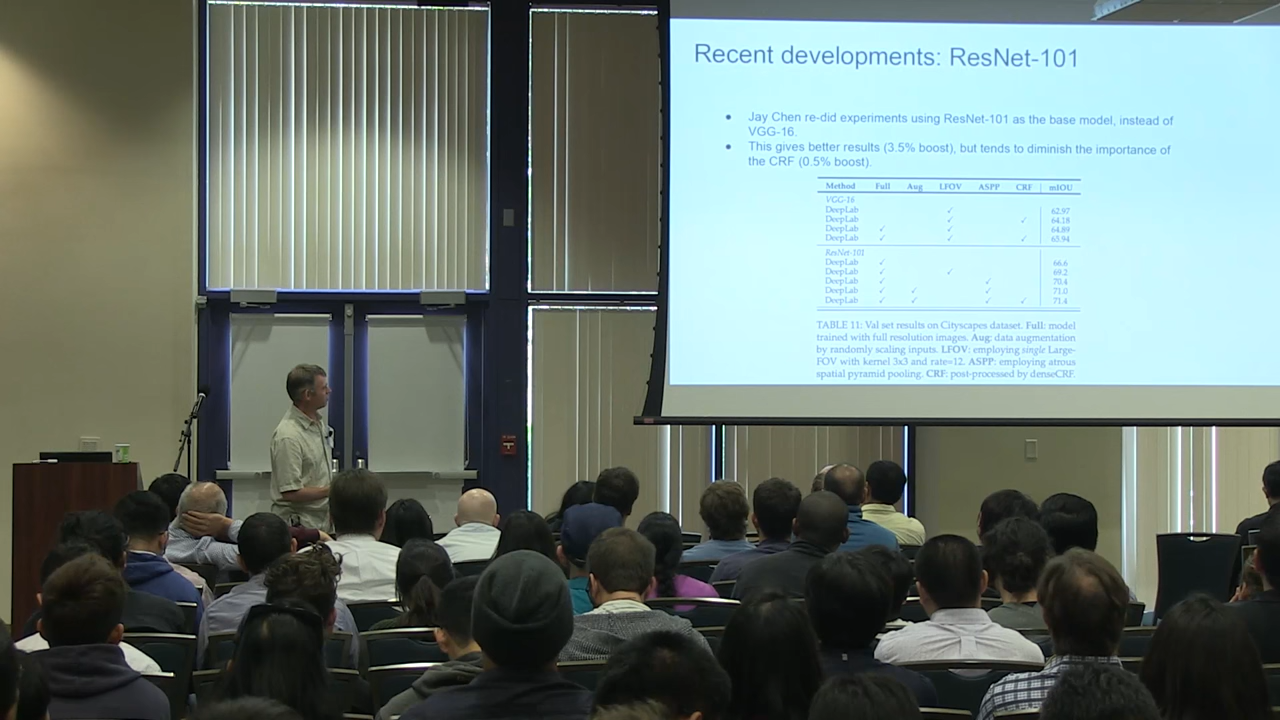 Recent developments: ResNet-101
● Jay Chen re-did experiments using ResNet-101 as the base model, instead of
VGG-16.
● This gives better results (3.5% boost), but tends to diminish the importance of
the CRF (0.5% boost).
Method Full Aug LFOV ASPP CRF mIOU
VGG-16
DeepLab ✓ 62.97
DeepLab ✓ ✓ 64.18
DeepLab ✓ ✓ 64.89
DeepLab ✓ ✓ ✓ 65.94
ResNet-101
DeepLab ✓ 66.6
DeepLab ✓ ✓ 69.2
DeepLab ✓ ✓ 70.4
DeepLab ✓ ✓ ✓ 71.0
DeepLab ✓ ✓ ✓ ✓ 71.4
TABLE 11: Val set results on Cityscapes dataset. Full: model
trained with full resolution images. Aug: data augmentation
by randomly scaling inputs. LFOV: employing single Large-
FOV with kernel 3x3 and rate=12. ASPP: employing atrous
spatial pyramid pooling. CRF: post-processed by denseCRF.